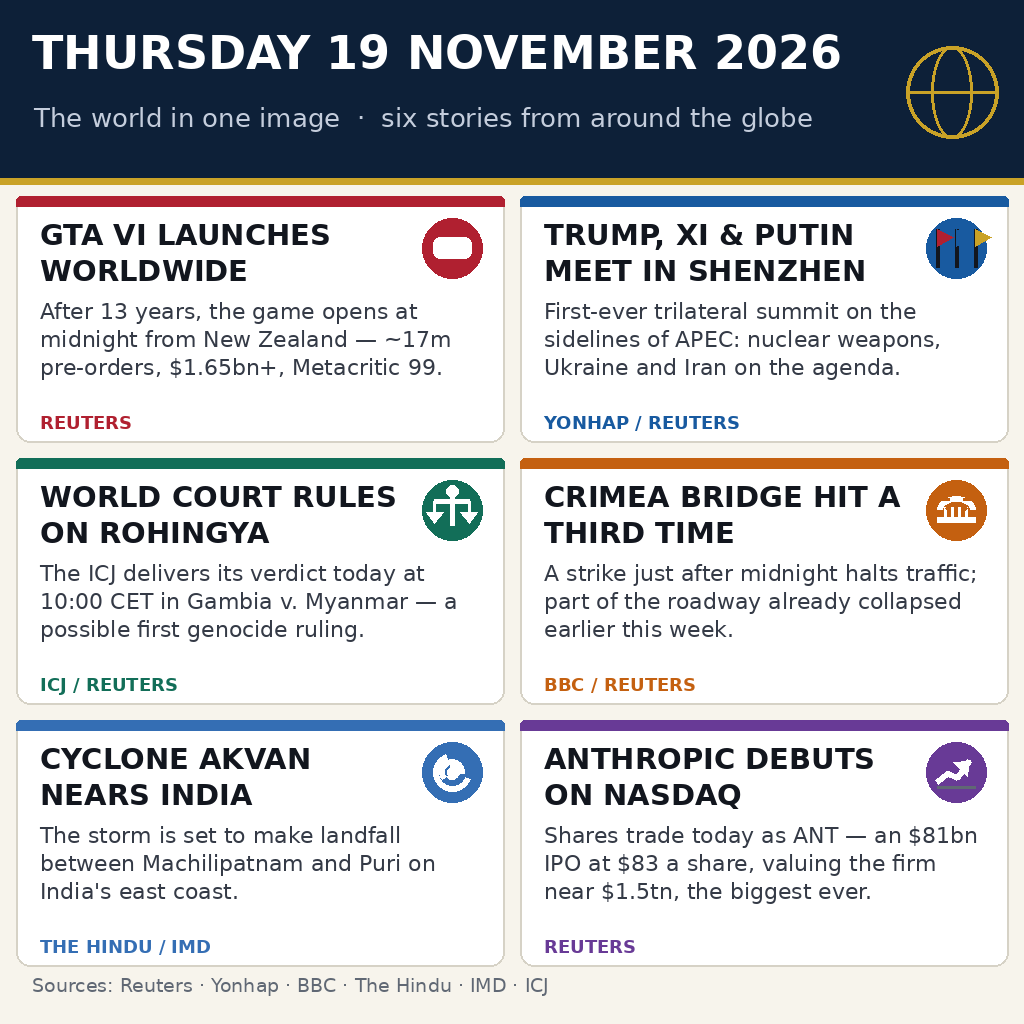 THURSDAY 19 NOVEMBER 2026
The world in one image · six stories from around the globe
GTA VI LAUNCHES
WORLDWIDE
After 13 years, the game opens at
midnight from New Zealand — ~17m
pre-orders, $1.65bn+, Metacritic 99.
REUTERS
TRUMP, XI & PUTIN
MEET IN SHENZHEN
First-ever trilateral summit on the
sidelines of APEC: nuclear weapons,
Ukraine and Iran on the agenda.
YONHAP / REUTERS
WORLD COURT RULES
ON ROHINGYA
The ICJ delivers its verdict today at
10:00 CET in Gambia v. Myanmar — a
possible first genocide ruling.
ICJ / REUTERS
CRIMEA BRIDGE HIT A
THIRD TIME
A strike just after midnight halts traffic;
part of the roadway already collapsed
earlier this week.
BBC / REUTERS
CYCLONE AKVAN
NEARS INDIA
The storm is set to make landfall
between Machilipatnam and Puri on
India's east coast.
THE HINDU / IMD
ANTHROPIC DEBUTS
ON NASDAQ
Shares trade today as ANT — an $81bn
IPO at $83 a share, valuing the firm
near $1.5tn, the biggest ever.
REUTERS
Sources: Reuters · Yonhap · BBC · The Hindu · IMD · ICJ